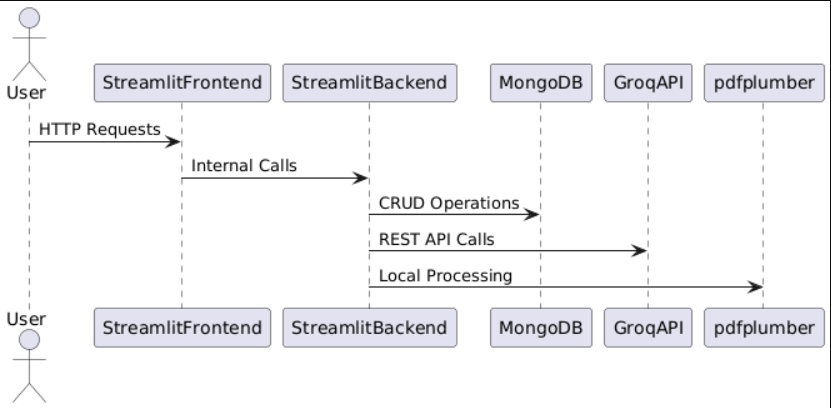 User
StreamlitFrontend
StreamlitBackend
MongoDB
GroqAPI
pdfplumber
HTTP Requests
Internal Calls
CRUD Operations
REST API Calls
Local Processing
User
StreamlitFrontend
StreamlitBackend
MongoDB
GroqAPI
pdfplumber